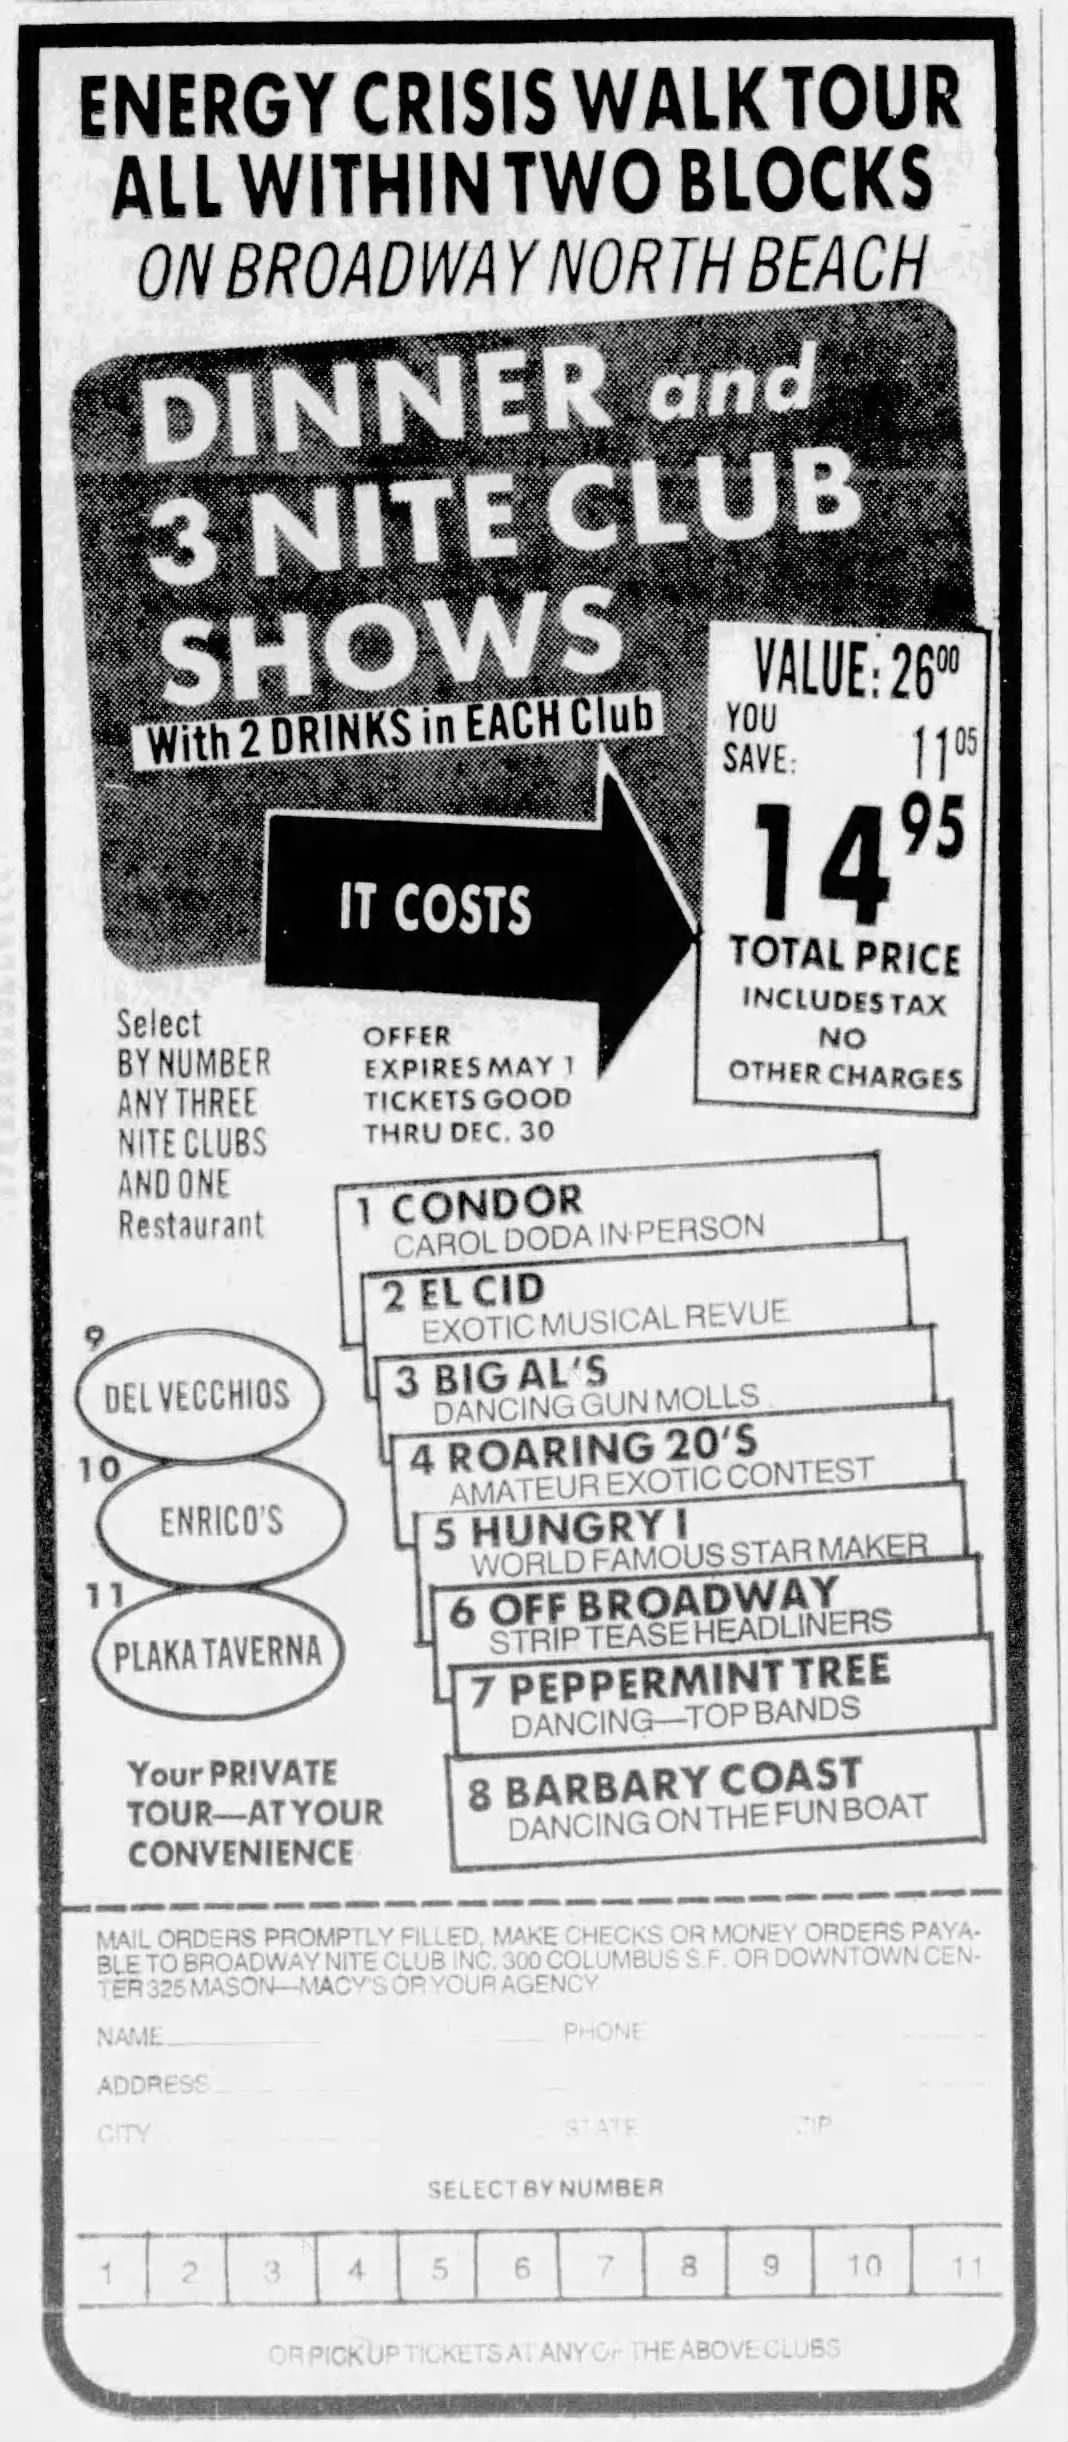 ENERGY CRISIS WALK TOUR
ALL WITHIN TWO BLOCKS
ON BROADWAY NORTH BEACH
DINNER and
3 NITE CLUB
SHOWS
With 2 DRINKS in EACH Club
VALUE: 26 00
YOU
SAVE: 11 05
IT COSTS
14 95
TOTAL PRICE
INCLUDES TAX
NO
OTHER CHARGES
Select
BY NUMBER
ANY THREE
NITE CLUBS
AND ONE
Restaurant
OFFER
EXPIRES MAY 1
TICKETS GOOD
THRU DEC. 30
1 CONDOR
CAROL DODA IN-PERSON
2 EL CID
EXOTIC MUSICAL REVUE
3 BIG AL'S
DANCING GUN MOLLS
4 ROARING 20'S
AMATEUR EXOTIC CONTEST
5 HUNGRY I
WORLD FAMOUS STAR MAKER
6 OFF BROADWAY
STRIP TEASE HEADLINERS
7 PEPPERMINT TREE
DANCING—TOP BANDS
8 BARBARY COAST
DANCING ON THE FUN BOAT
9
DEL VECCHIOS
10
ENRICO'S
11
PLAKA TAVERNA
Your PRIVATE
TOUR—AT YOUR
CONVENIENCE
MAIL ORDERS PROMPTLY FILLED, MAKE CHECKS OR MONEY ORDERS PAYA-
BLE TO BROADWAY NITE CLUB INC. 300 COLUMBUS S.F. OR DOWNTOWN CEN-
TER 325 MASON—MACY'S OR YOUR AGENCY
NAME PHONE
ADDRESS
CITY STATE ZIP
SELECT BY NUMBER
1 2 3 4 5 6 7 8 9 10 11
OR PICK UP TICKETS AT ANY OF THE ABOVE CLUBS